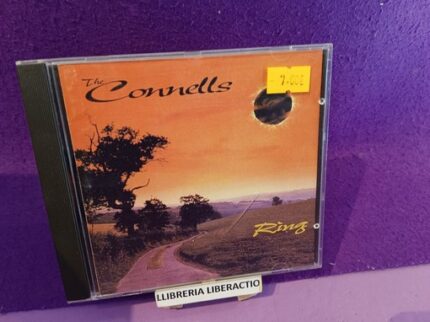 The
Connells
7,00€
Ring
LLIBRERIA LIBERACTIO